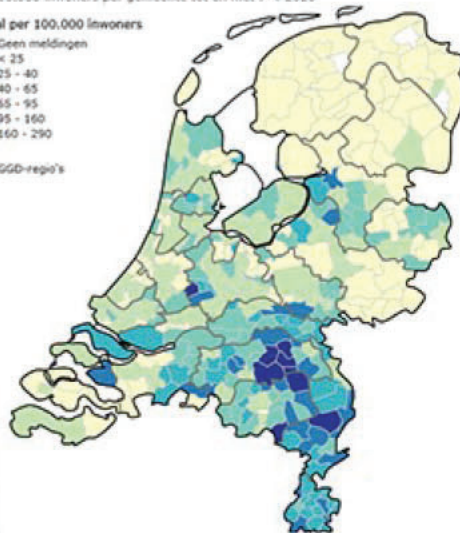 per 100.000 inwoners
Geen meldingen
< 25
25 - 40
40 - 65
65 - 95
95 - 160
160 - 290
GGD-regio's